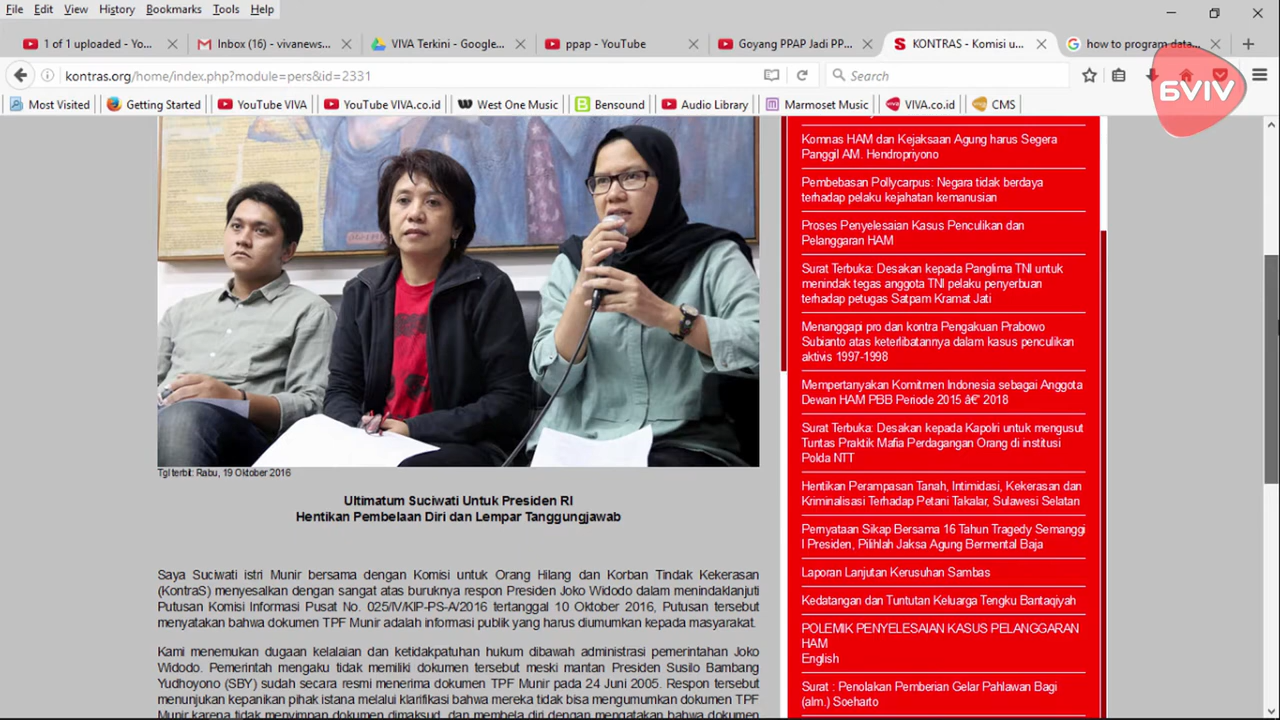 File Edit View History Bookmarks Tools Help
1 of 1 uploaded - Yo...
Inbox (16) - vivanews...
VIVA Terkini - Google...
ppap - YouTube
Goyang PPAP Jadi PP...
KONTRAS - Komisi u...
how to program data...
kontras.org/home/index.php?module=pers&id=2331
Search
Most Visited
Getting Started
YouTube VIVA
YouTube VIVA.co.id
West One Music
Bensound
Audio Library
Marmoset Music
VIVA.co.id
CMS
Tgl terbit: Rabu, 19 Oktober 2016
Ultimatum Suciwati Untuk Presiden RI
Hentikan Pembelaan Diri dan Lempar Tanggungjawab
Saya Suciwati istri Munir bersama dengan Komisi untuk Orang Hilang dan Korban Tindak Kekerasan
(KontraS) menyesalkan dengan sangat atas buruknya respon Presiden Joko Widodo dalam menindaklanjuti
Putusan Komisi Informasi Pusat No. 025/IV/KIP-PS-A/2016 tertanggal 10 Oktober 2016, Putusan tersebut
menyatakan bahwa dokumen TPF Munir adalah informasi publik yang harus diumumkan kepada masyarakat.
Kami menemukan dugaan kelalaian dan ketidakpatuhan hukum dibawah administrasi pemerintahan Joko
Widodo. Pemerintah mengaku tidak memiliki dokumen tersebut meski mantan Presiden Susilo Bambang
Yudhoyono (SBY) sudah secara resmi menerima dokumen TPF Munir pada 24 Juni 2005. Respon tersebut
menunjukan kepanikan pihak istana melalui klarifikasi bahwa mereka tidak bisa mengumumkan dokumen TPF
Munir karena tidak menyimpan dokumen dimaksud, dan membela diri dengan mengatakan bahwa dokumen
Komnas HAM dan Kejaksaan Agung harus Segera
Panggil AM. Hendropriyono
Pembebasan Pollycarpus: Negara tidak berdaya
terhadap pelaku kejahatan kemanusian
Proses Penyelesaian Kasus Penculikan dan
Pelanggaran HAM
Surat Terbuka: Desakan kepada Panglima TNI untuk
menindak tegas anggota TNI pelaku penyerbuan
terhadap petugas Satpam Kramat Jati
Menanggapi pro dan kontra Pengakuan Prabowo
Subianto atas keterlibatannya dalam kasus penculikan
aktivis 1997-1998
Mempertanyakan Komitmen Indonesia sebagai Anggota
Dewan HAM PBB Periode 2015 â€“ 2018
Surat Terbuka: Desakan kepada Kapolri untuk mengusut
Tuntas Praktik Mafia Perdagangan Orang di institusi
Polda NTT
Hentikan Perampasan Tanah, Intimidasi, Kekerasan dan
Kriminalisasi Terhadap Petani Takalar, Sulawesi Selatan
Pernyataan Sikap Bersama 16 Tahun Tragedy Semanggi
I Presiden, Pilihlah Jaksa Agung Bermental Baja
Laporan Lanjutan Kerusuhan Sambas
Kedatangan dan Tuntutan Keluarga Tengku Bantaqiyah
POLEMIK PENYELESAIAN KASUS PELANGGARAN
HAM
English
Surat : Penolakan Pemberian Gelar Pahlawan Bagi
(alm.) Soeharto